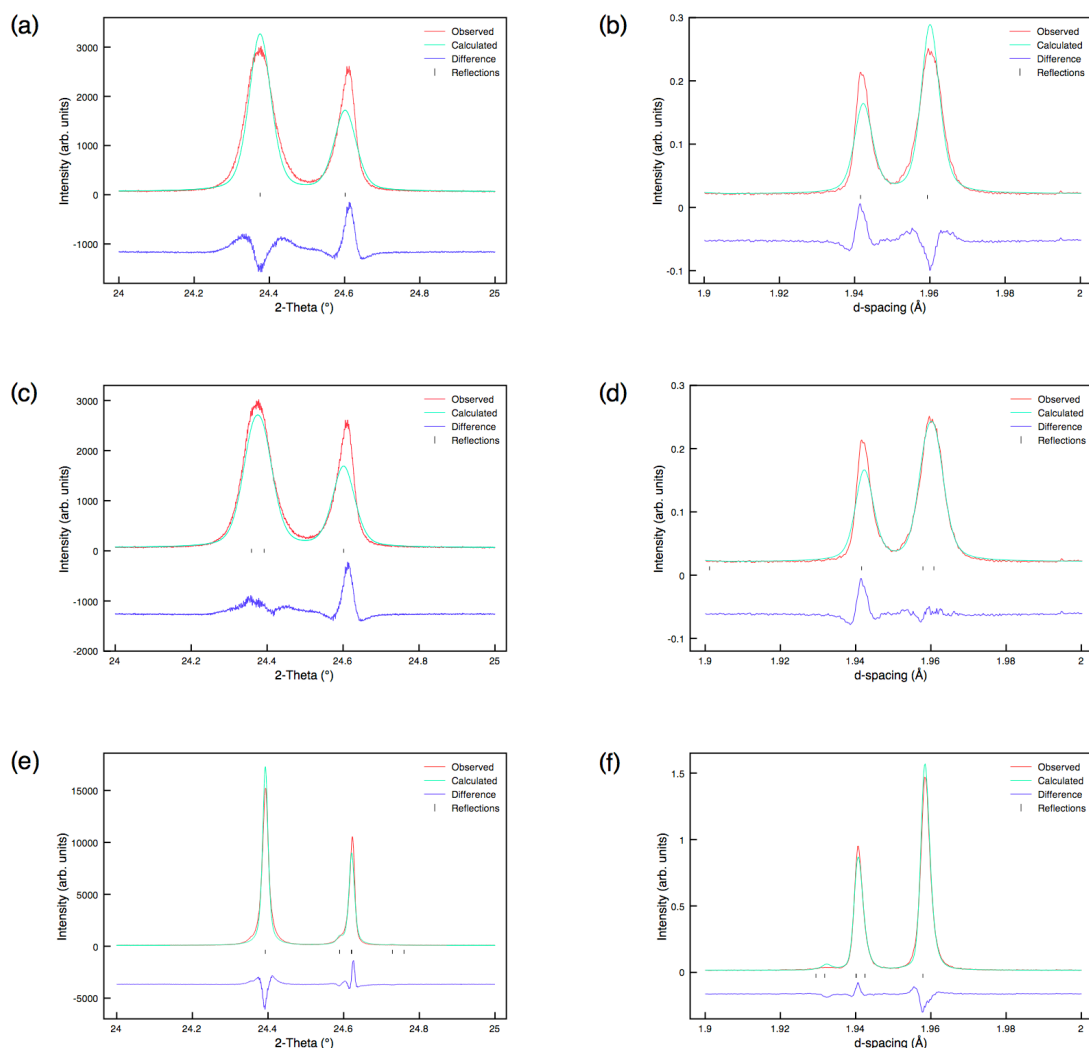 (a)
Observed
Calculated
Difference
Reflections
Intensity (arb. units)
3000
2000
1000
0
-1000
24
24.2
24.4
24.6
24.8
25
2-Theta (°)
(b)
Observed
Calculated
Difference
Reflections
Intensity (arb. units)
0.3
0.2
0.1
0
-0.1
1.9
1.92
1.94
1.96
1.98
2
d-spacing (Å)
(c)
Observed
Calculated
Difference
Reflections
Intensity (arb. units)
3000
2000
1000
0
-1000
-2000
24
24.2
24.4
24.6
24.8
25
2-Theta (°)
(d)
Observed
Calculated
Difference
Reflections
Intensity (arb. units)
0.3
0.2
0.1
0
-0.1
1.9
1.92
1.94
1.96
1.98
2
d-spacing (Å)
(e)
Observed
Calculated
Difference
Reflections
Intensity (arb. units)
15000
10000
5000
0
-5000
24
24.2
24.4
24.6
24.8
25
2-Theta (°)
(f)
Observed
Calculated
Difference
Reflections
Intensity (arb. units)
1.5
1
0.5
0
1.9
1.92
1.94
1.96
1.98
2
d-spacing (Å)